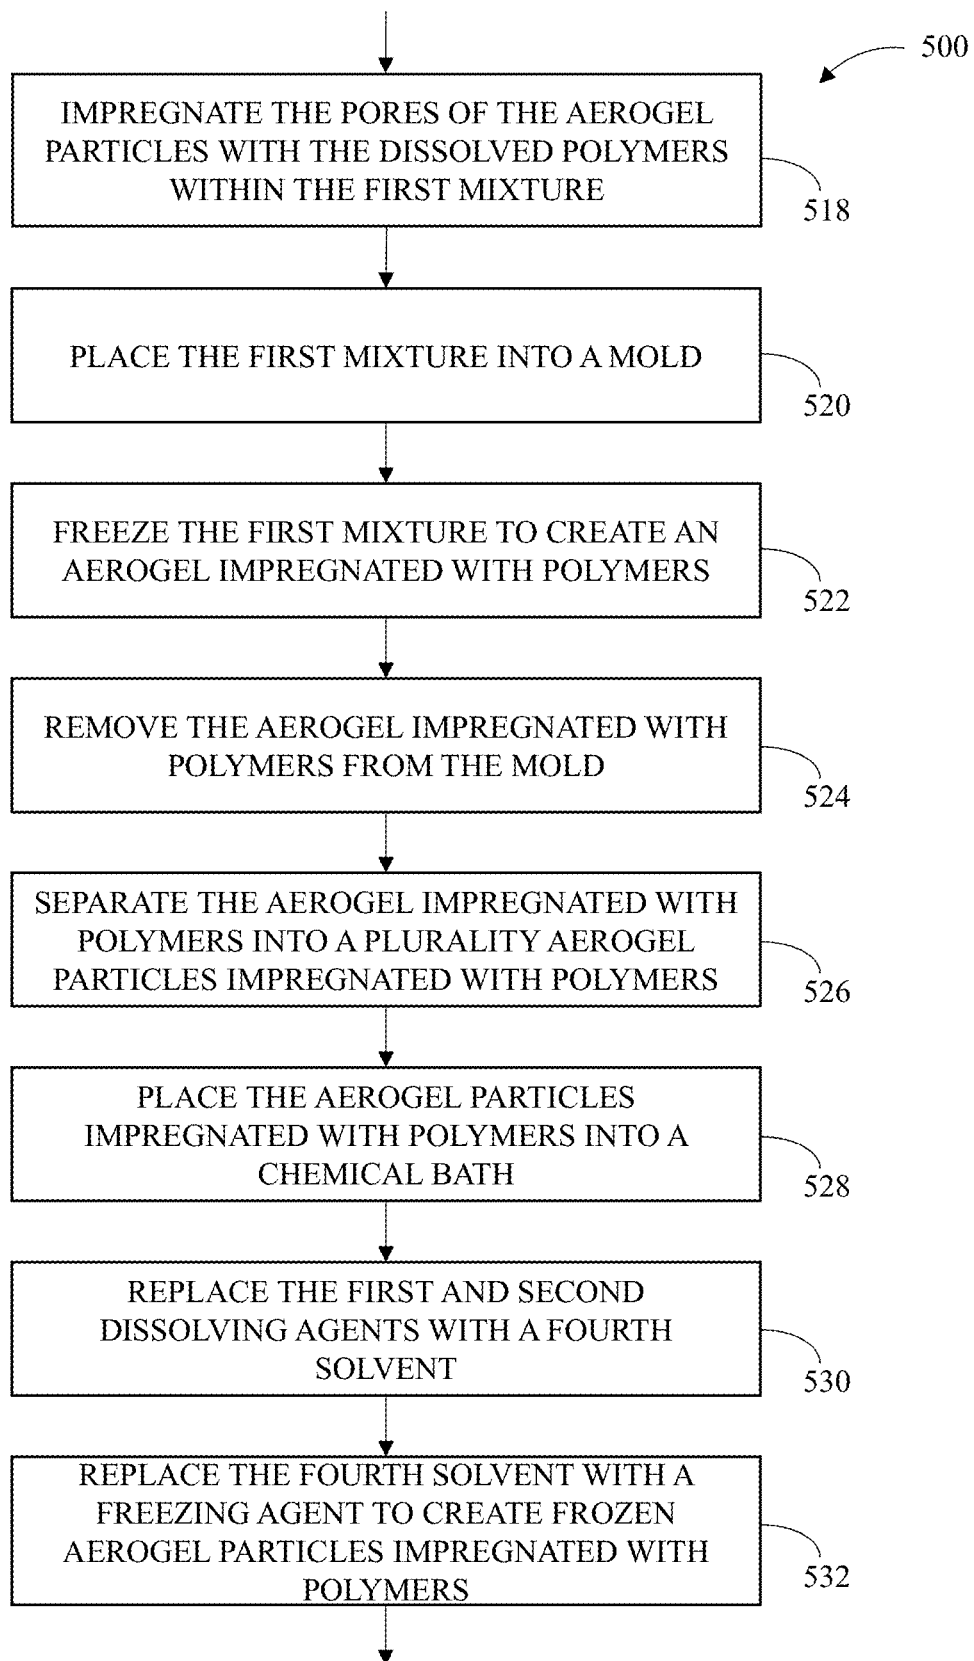 500
IMPREGNATE THE PORES OF THE AEROGEL
PARTICLES WITH THE DISSOLVED POLYMERS
WITHIN THE FIRST MIXTURE
518
PLACE THE FIRST MIXTURE INTO A MOLD
520
FREEZE THE FIRST MIXTURE TO CREATE AN
AEROGEL IMPREGNATED WITH POLYMERS
522
REMOVE THE AEROGEL IMPREGNATED WITH
POLYMERS FROM THE MOLD
524
SEPARATE THE AEROGEL IMPREGNATED WITH
POLYMERS INTO A PLURALITY AEROGEL
PARTICLES IMPREGNATED WITH POLYMERS
526
PLACE THE AEROGEL PARTICLES
IMPREGNATED WITH POLYMERS INTO A
CHEMICAL BATH
528
REPLACE THE FIRST AND SECOND
DISSOLVING AGENTS WITH A FOURTH
SOLVENT
530
REPLACE THE FOURTH SOLVENT WITH A
FREEZING AGENT TO CREATE FROZEN
AEROGEL PARTICLES IMPREGNATED WITH
POLYMERS
532